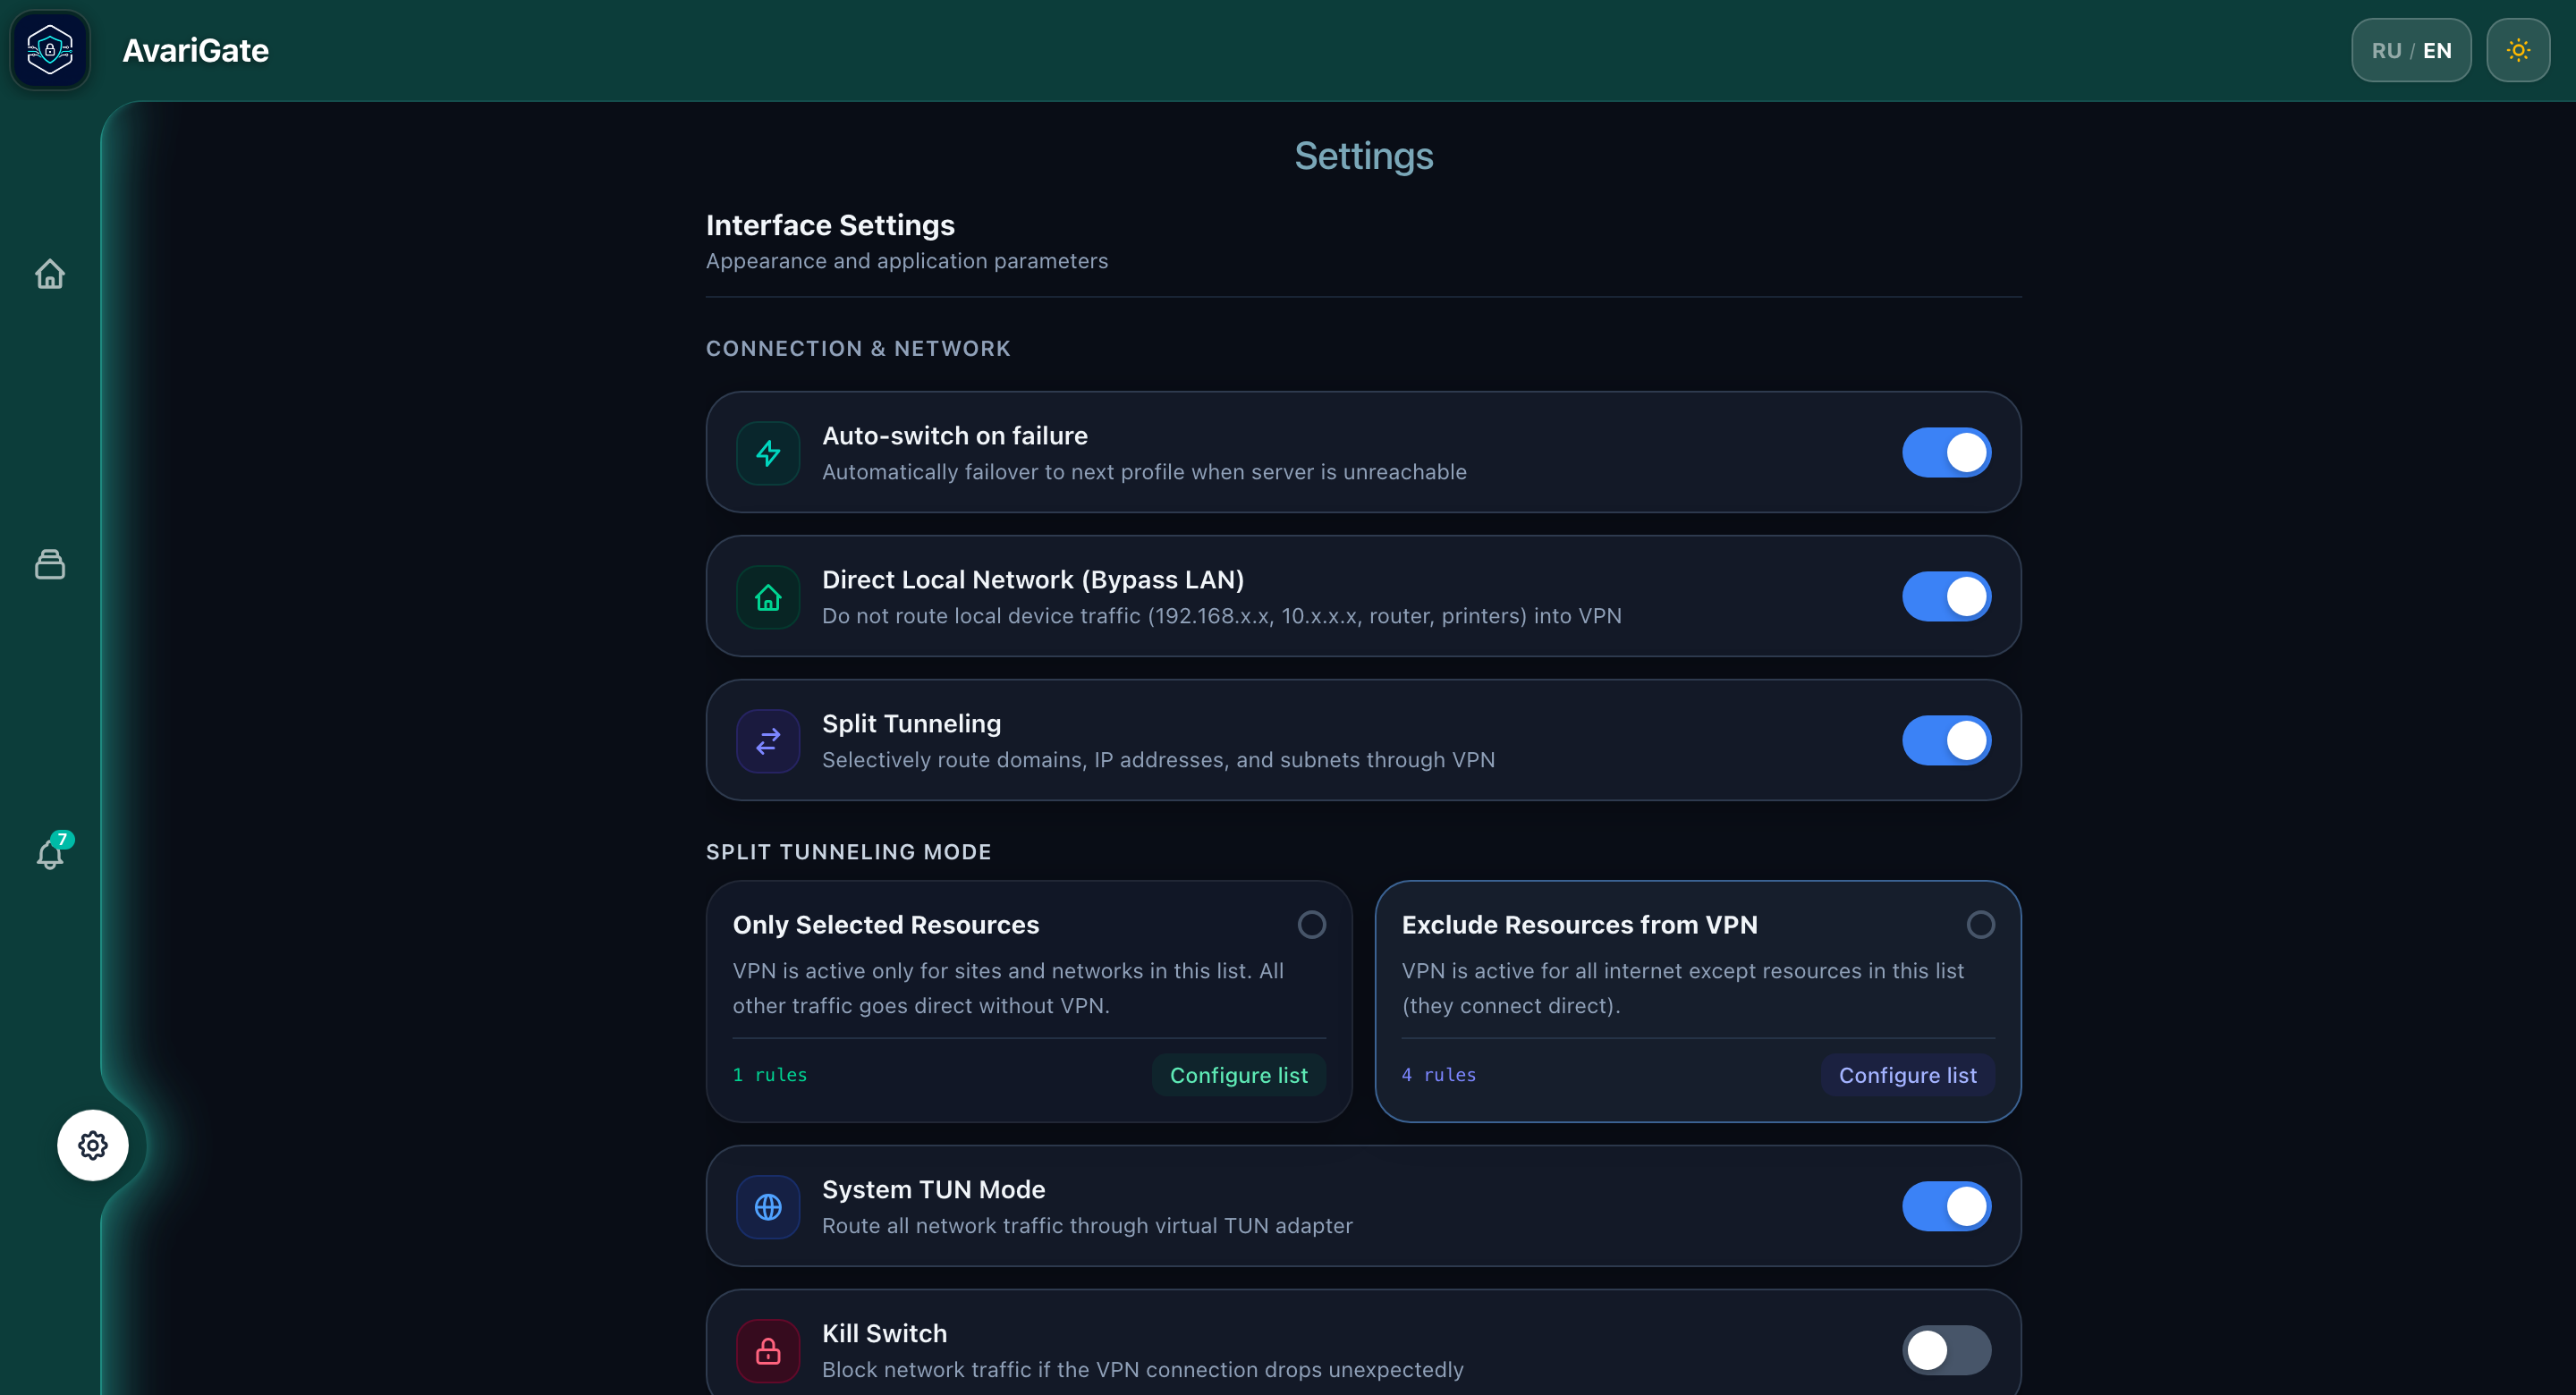 AvariGate
RU / EN
Settings
Interface Settings
Appearance and application parameters
CONNECTION & NETWORK
Auto-switch on failure
Automatically failover to next profile when server is unreachable
Direct Local Network (Bypass LAN)
Do not route local device traffic (192.168.x.x, 10.x.x.x, router, printers) into VPN
Split Tunneling
Selectively route domains, IP addresses, and subnets through VPN
7
SPLIT TUNNELING MODE
Only Selected Resources
VPN is active only for sites and networks in this list. All
other traffic goes direct without VPN.
1 rules
Configure list
Exclude Resources from VPN
VPN is active for all internet except resources in this list
(they connect direct).
4 rules
Configure list
System TUN Mode
Route all network traffic through virtual TUN adapter
Kill Switch
Block network traffic if the VPN connection drops unexpectedly